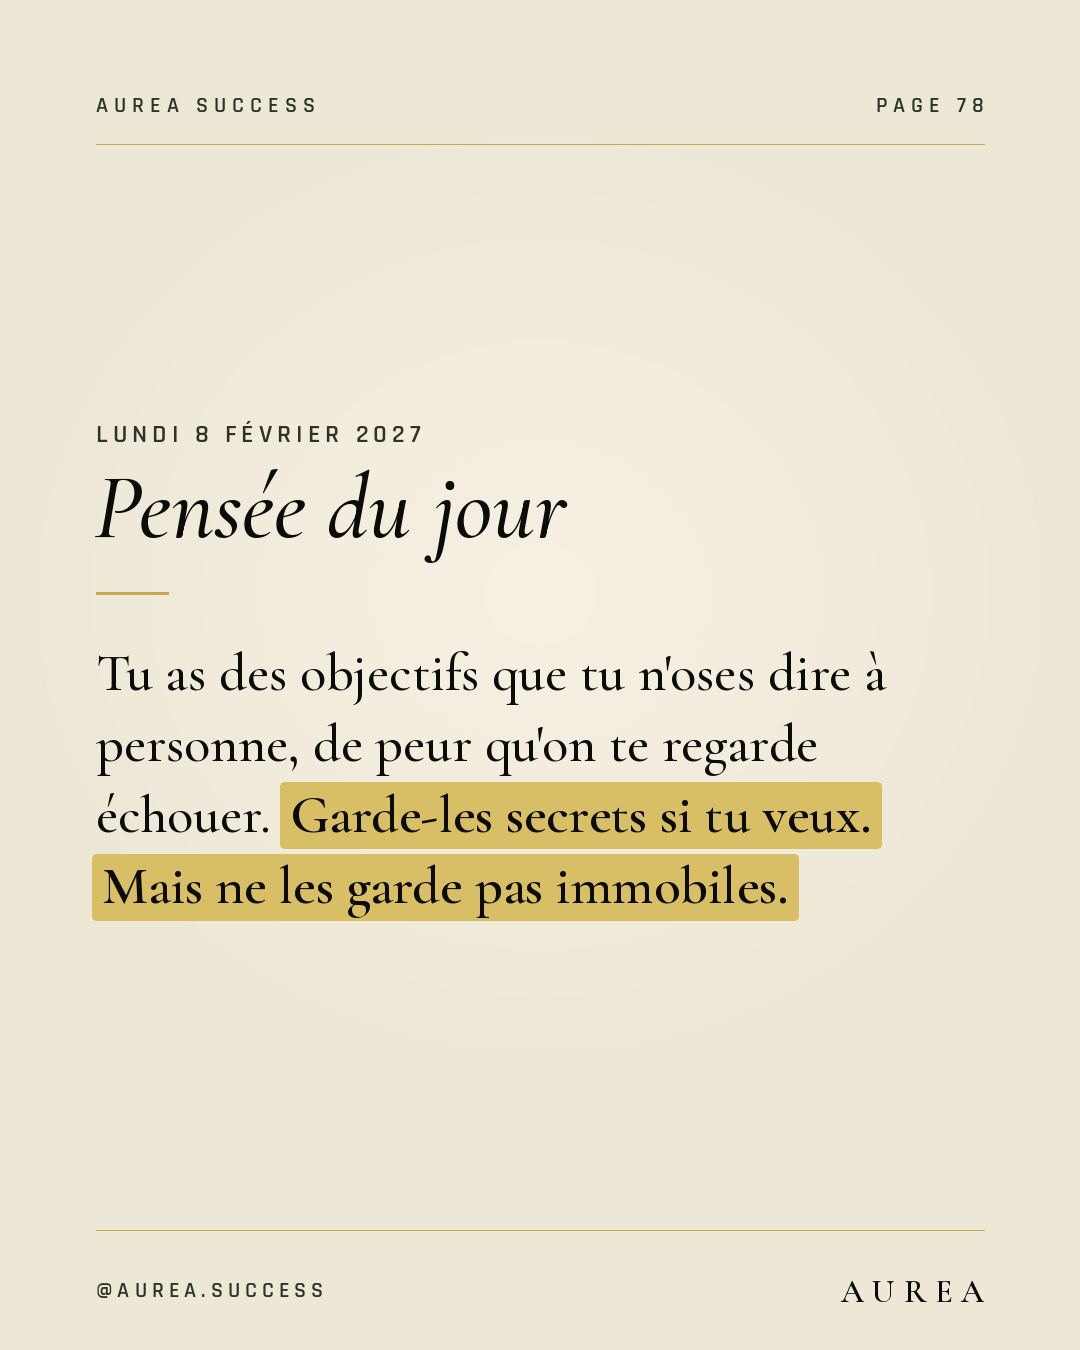 AUREA SUCCESS
PAGE 78
LUNDI 8 FÉVRIER 2027
Pensée du jour
Tu as des objectifs que tu n'oses dire à
personne, de peur qu'on te regarde
échouer. Garde-les secrets si tu veux.
Mais ne les garde pas immobiles.
@AUREA.SUCCESS
AUREA